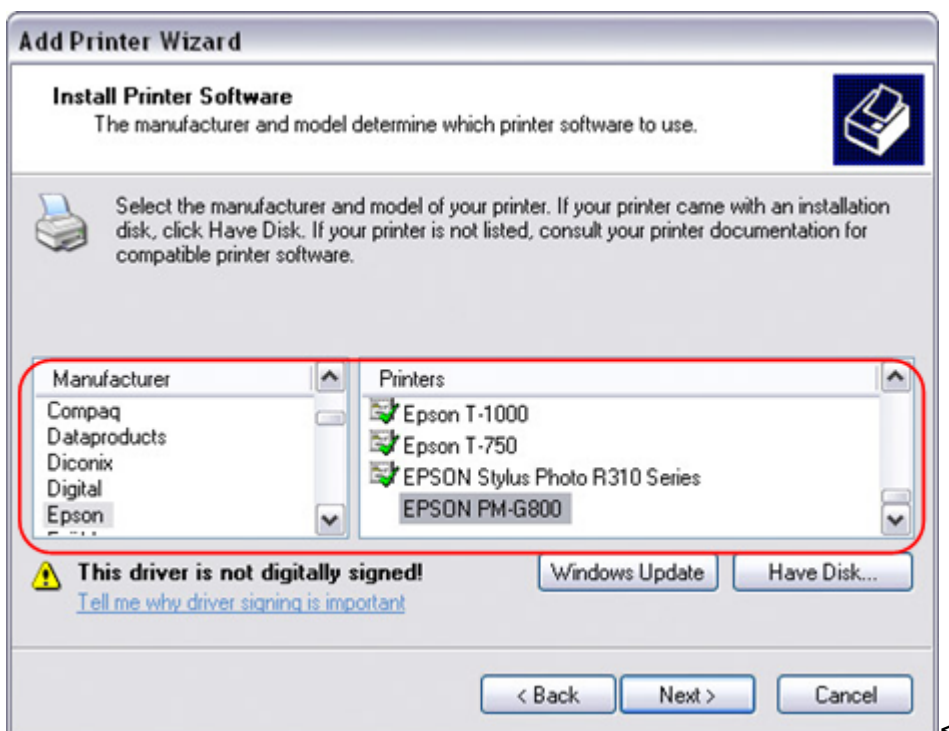 Add Printer Wizard
Install Printer Software
The manufacturer and model determine which printer software to use.
Select the manufacturer and model of your printer. If your printer came with an installation
disk, click Have Disk. If your printer is not listed, consult your printer documentation for
compatible printer software.
Manufacturer
Compaq
Dataproducts
Diconix
Digital
Epson
Printers
Epson T-1000
Epson T-750
EPSON Stylus Photo R310 Series
EPSON PM-G800
This driver is not digitally signed!
Tell me why driver signing is important
Windows Update
Have Disk...
< Back
Next >
Cancel